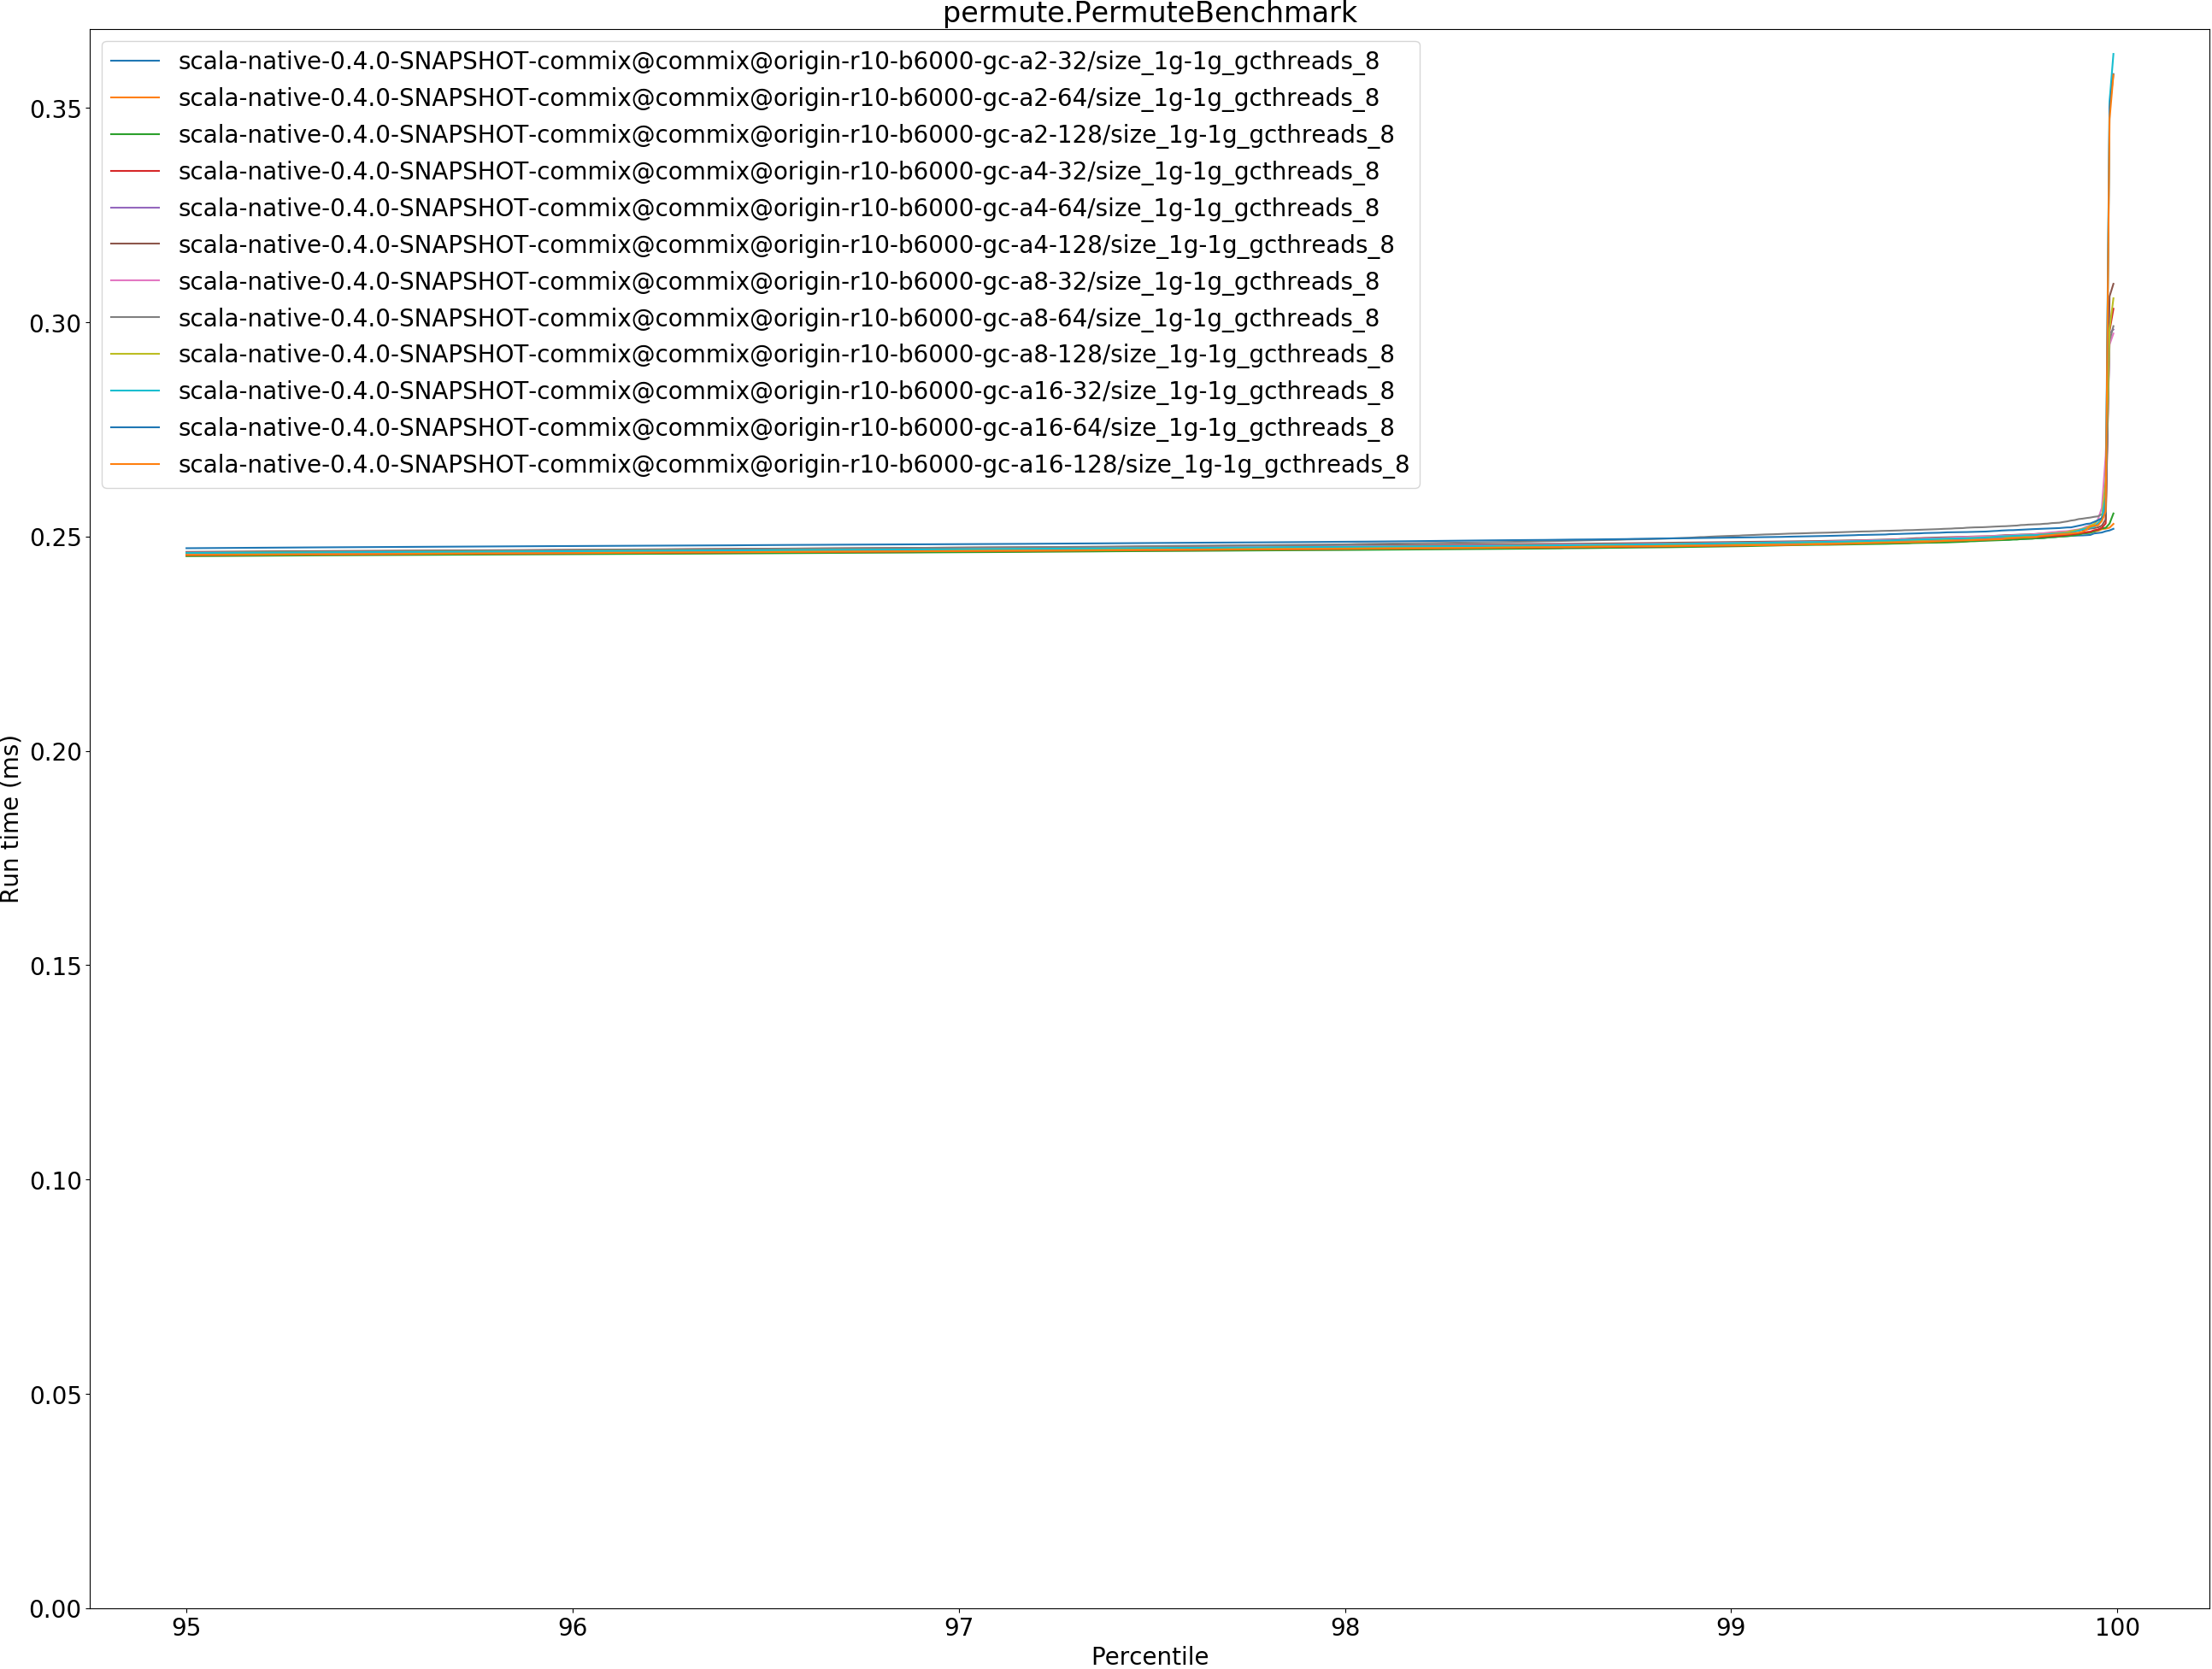 permute.PermuteBenchmark
scala-native-0.4.0-SNAPSHOT-commix@commix@origin-r10-b6000-gc-a2-32/size_1g-1g_gcthreads_8
scala-native-0.4.0-SNAPSHOT-commix@commix@origin-r10-b6000-gc-a2-64/size_1g-1g_gcthreads_8
scala-native-0.4.0-SNAPSHOT-commix@commix@origin-r10-b6000-gc-a2-128/size_1g-1g_gcthreads_8
scala-native-0.4.0-SNAPSHOT-commix@commix@origin-r10-b6000-gc-a4-32/size_1g-1g_gcthreads_8
scala-native-0.4.0-SNAPSHOT-commix@commix@origin-r10-b6000-gc-a4-64/size_1g-1g_gcthreads_8
scala-native-0.4.0-SNAPSHOT-commix@commix@origin-r10-b6000-gc-a4-128/size_1g-1g_gcthreads_8
scala-native-0.4.0-SNAPSHOT-commix@commix@origin-r10-b6000-gc-a8-32/size_1g-1g_gcthreads_8
scala-native-0.4.0-SNAPSHOT-commix@commix@origin-r10-b6000-gc-a8-64/size_1g-1g_gcthreads_8
scala-native-0.4.0-SNAPSHOT-commix@commix@origin-r10-b6000-gc-a8-128/size_1g-1g_gcthreads_8
scala-native-0.4.0-SNAPSHOT-commix@commix@origin-r10-b6000-gc-a16-32/size_1g-1g_gcthreads_8
scala-native-0.4.0-SNAPSHOT-commix@commix@origin-r10-b6000-gc-a16-64/size_1g-1g_gcthreads_8
scala-native-0.4.0-SNAPSHOT-commix@commix@origin-r10-b6000-gc-a16-128/size_1g-1g_gcthreads_8
0.35
0.30
0.25
0.20
0.15
0.10
0.05
0.00
Run time (ms)
95 96 97 98 99 100
Percentile